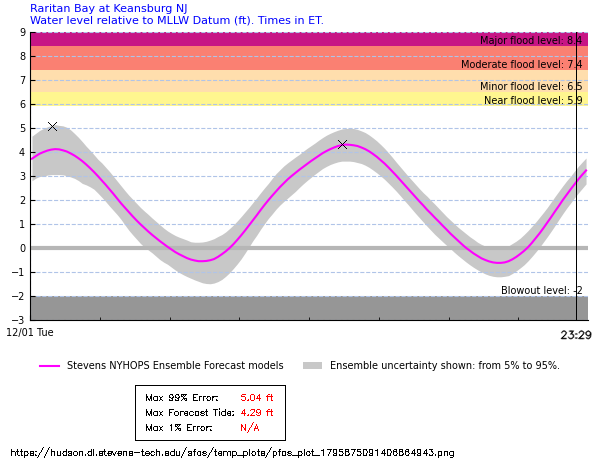 Raritan Bay at Keansburg NJ
Water level relative to MLLW Datum (ft). Times in ET.
9
Major flood level: 8.4
8
Moderate flood level: 7.4
7
Minor flood level: 6.5
Near flood level: 5.9
6
5
4
3
2
1
0
−1
Blowout level: -2
−2
−3
12/01 Tue
23:29
Stevens NYHOPS Ensemble Forecast models
Ensemble uncertainty shown: from 5% to 95%.
Max 99% Error: 5.04 ft
Max Forecast Tide: 4.29 ft
Max 1% Error: N/A
https://hudson.dl.stevens-tech.edu/sfas/temp_plots/pfas_plot_1795875091406864943.png